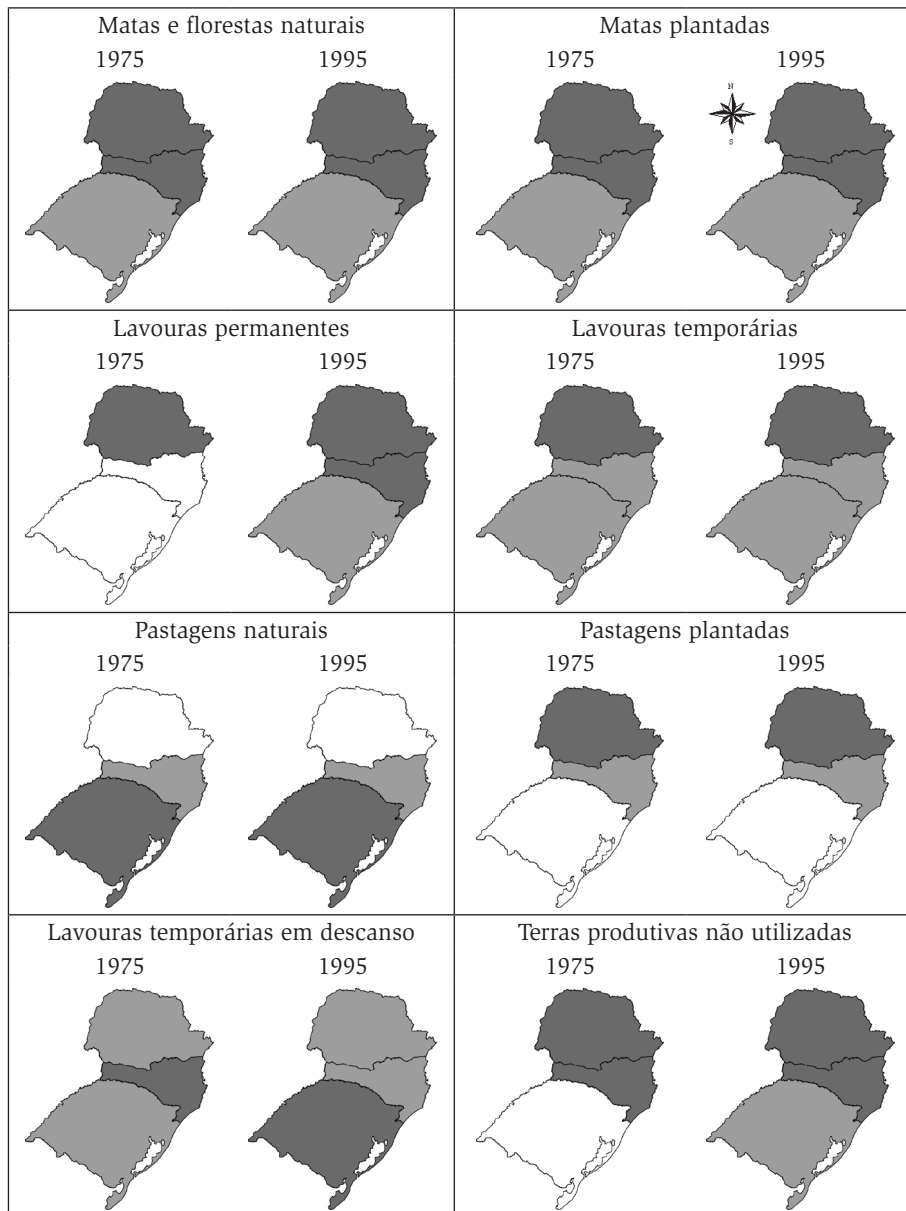 Matas e florestas naturais
1975 1995
Matas plantadas
1975 1995
N
S
Lavouras permanentes
1975 1995
Lavouras temporárias
1975 1995
Pastagens naturais
1975 1995
Pastagens plantadas
1975 1995
Lavouras temporárias em descanso
1975 1995
Terras produtivas não utilizadas
1975 1995